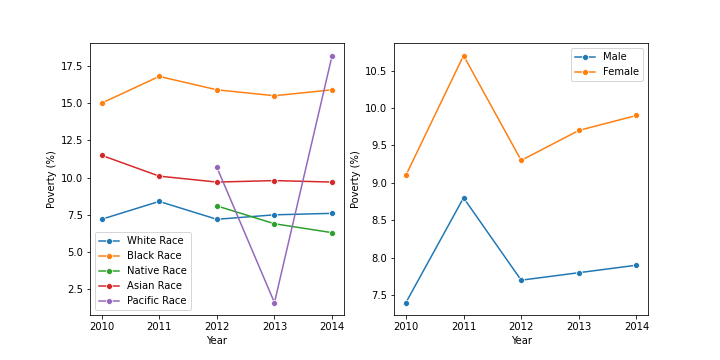 Poverty (%)
17.5
15.0
12.5
10.0
7.5
5.0
2.5
White Race
Black Race
Native Race
Asian Race
Pacific Race
2010 2011 2012 2013 2014
Year
Poverty (%)
10.5
10.0
9.5
9.0
8.5
8.0
7.5
Male
Female
2010 2011 2012 2013 2014
Year